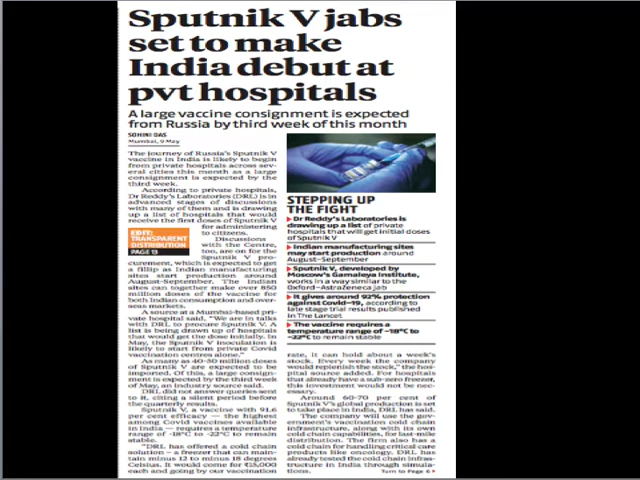 Sputnik V jabs
set to make
India debut at
pvt hospitals
A large vaccine consignment is expected
from Russia by third week of this month
SOHINI DAS
Mumbai, 9 May
The journey of Russia's Sputnik V
vaccine in India is likely to begin
from private hospitals across sev-
eral cities this month as a large
consignment is expected by the
third week.
According to private hospitals,
Dr Reddy's Laboratories (DRL) is in
advanced stages of discussions
with many of them and is drawing
up a list of hospitals that would
receive the first doses of Sputnik V
for administering
to citizens.
EDIT:
TRANSPARENT
DISTRIBUTION
PAGE 13
Discussions
with the Centre,
too, are on for the
Sputnik V pro-
curement, which is expected to get
a fillip as Indian manufacturing
sites start production around
August-September. The Indian
sites can together make over 850
million doses of the vaccine for
both Indian consumption and over-
seas markets.
A source at a Mumbai-based pri-
vate hospital said, "We are in talks
with DRL to procure Sputnik V. A
list is being drawn up of hospitals
that would get the dose initially. In
May, the Sputnik V inoculation is
likely to start from private Covid
vaccination centres alone."
As many as 40-50 million doses
of Sputnik V are expected to be
imported. Of this, a large consign-
ment is expected by the third week
of May, an industry source said.
DRL did not answer queries sent
to it, citing a silent period before
the quarterly results.
Sputnik V, a vaccine with 91.6
per cent efficacy — the highest
among Covid vaccines available
in India — requires a temperature
range of -18°C to -22°C to remain
stable.
"DRL has offered a cold chain
solution – a freezer that can main-
tain minus 12 to minus 18 degrees
Celsius. It would come for ₹15,000
each and going by our vaccination
STEPPING UP
THE FIGHT
Dr Reddy's Laboratories is
drawing up a list of private
hospitals that will get initial doses
of Sputnik V
Indian manufacturing sites
may start production around
August–September
Sputnik V, developed by
Moscow's Gamaleya Institute,
works in a way similar to the
Oxford–AstraZeneca jab
It gives around 92% protection
against Covid–19, according to
late stage trial results published
in The Lancet
The vaccine requires a
temperature range of –18°C to
–22°C to remain stable
rate, it can hold about a week's
stock. Every week the company
would replenish the stock," the hos-
pital source added. For hospitals
that already have a sub-zero freezer,
this investment would not be nec-
essary.
Around 60-70 per cent of
Sputnik V's global production is set
to take place in India, DRL has said.
The company will use the gov-
ernment's vaccination cold chain
infrastructure, along with its own
cold chain capabilities, for last-mile
distribution. The firm also has a
cold chain for handling critical care
products like oncology. DRL has
already tested the cold chain infras-
tructure in India through simula-
tions.
Turn to Page 6